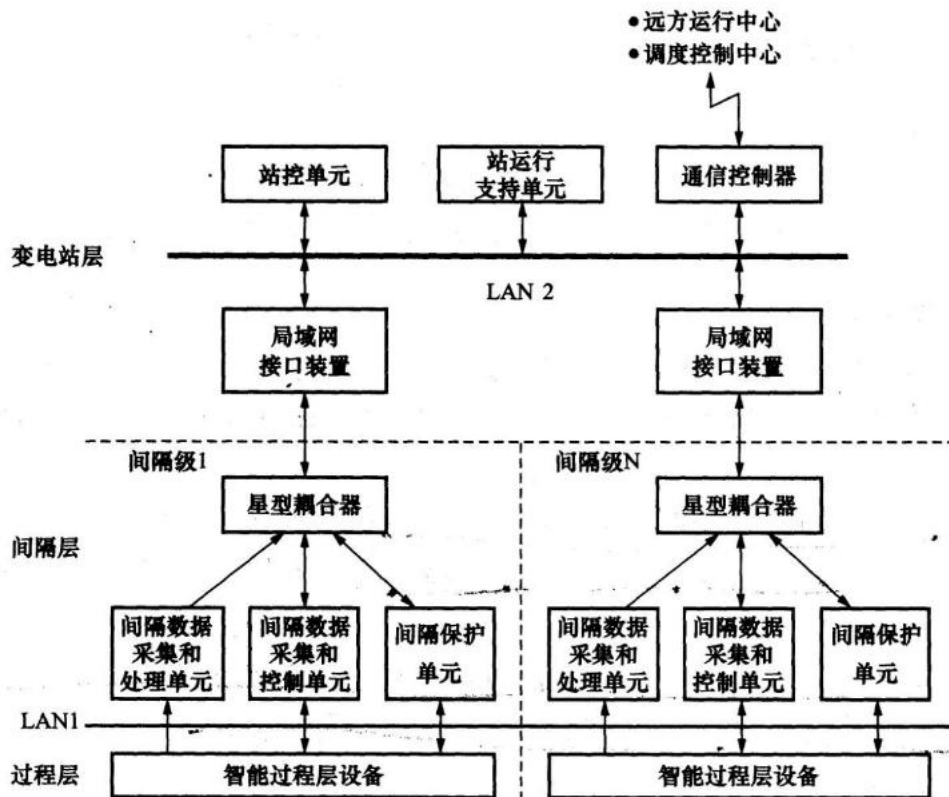 ●远方运行中心
●调度控制中心
站控单元
站运行
支持单元
通信控制器
变电站层
LAN 2
局域网
接口装置
局域网
接口装置
间隔级1
间隔级N
星型耦合器
星型耦合器
间隔层
间隔数据
采集和
处理单元
间隔数据
采集和
控制单元
间隔保护
单元
间隔数据
采集和
处理单元
间隔数据
采集和
控制单元
间隔保护
单元
LAN1
过程层
智能过程层设备
智能过程层设备